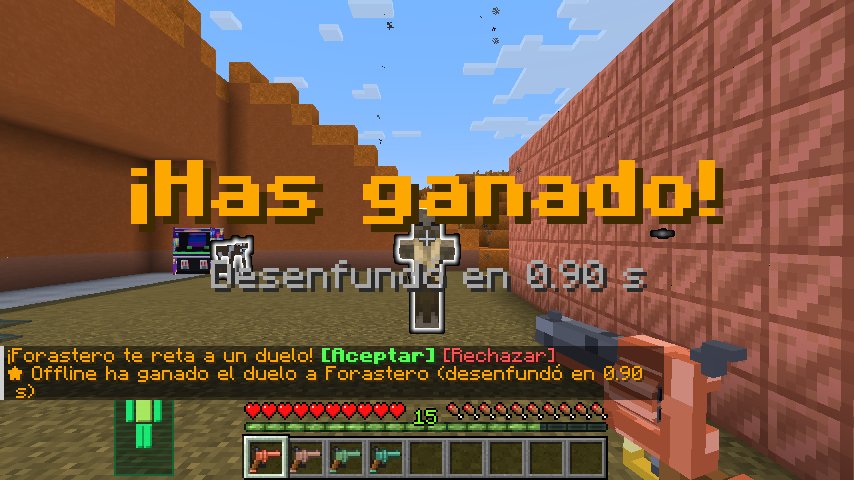 ¡Has ganado!
Desenfundó en 0.90 s
¡Forastero te reta a un duelo! [Aceptar] [Rechazar]
★ Offline ha ganado el duelo a Forastero (desenfundó en 0.90
s)
15